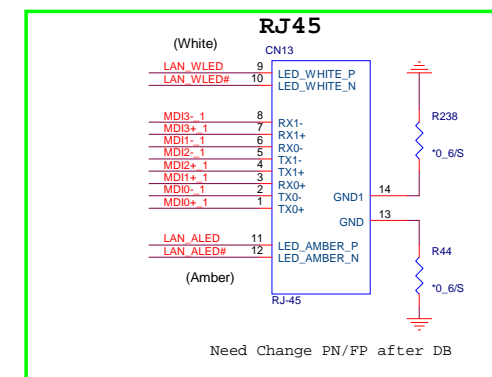 RJ45
(White)
CN13
LAN_WLED 9 LED_WHITE_P
LAN_WLED# 10 LED_WHITE_N
MDI3-_1 8 RX1-
MDI3+_1 7 RX1+
MDI1-_1 6 RX0-
MDI2-_1 5 TX1-
MDI2+_1 4 TX1+
MDI1+_1 3 RX0+
MDI0-_1 2 TX0-
MDI0+_1 1 TX0+
LAN_ALED 11 LED_AMBER_P
LAN_ALED# 12 LED_AMBER_N
(Amber)
RJ-45
GND1 14
GND 13
R238
*0_6/S
R44
*0_6/S
Need Change PN/FP after DB